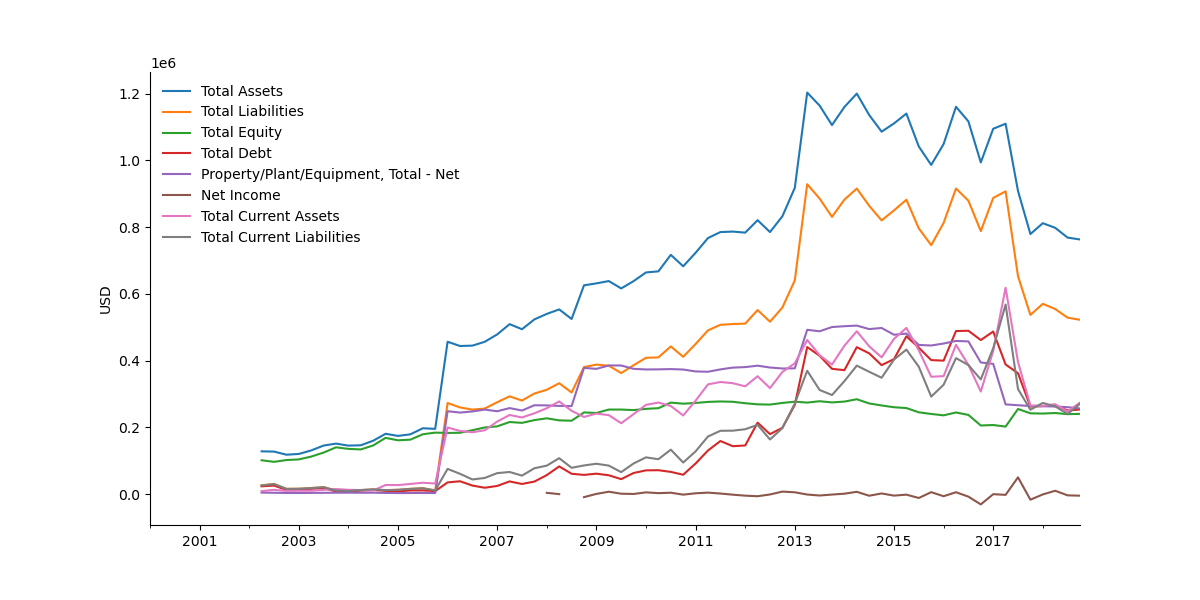 1e6
1.2
1.0
0.8
0.6
0.4
0.2
0.0
USD
Total Assets
Total Liabilities
Total Equity
Total Debt
Property/Plant/Equipment, Total - Net
Net Income
Total Current Assets
Total Current Liabilities
2001 2003 2005 2007 2009 2011 2013 2015 2017